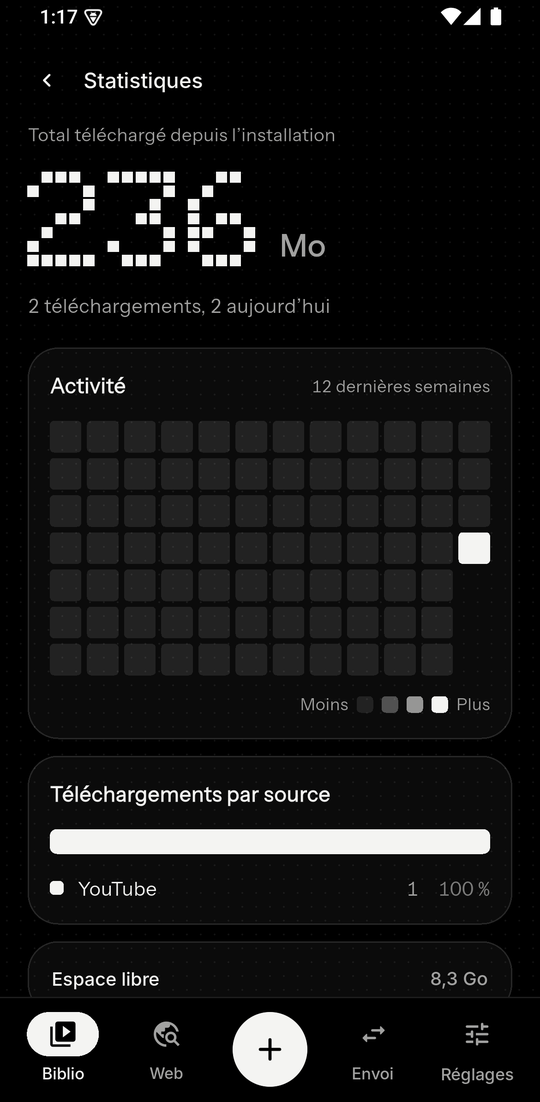 1:17
Statistiques
Total téléchargé depuis l’installation
236 Mo
2 téléchargements, 2 aujourd’hui
Activité 12 dernières semaines
Moins Plus
Téléchargements par source
YouTube 1 100 %
Espace libre 8,3 Go
Biblio Web Envoi Réglages